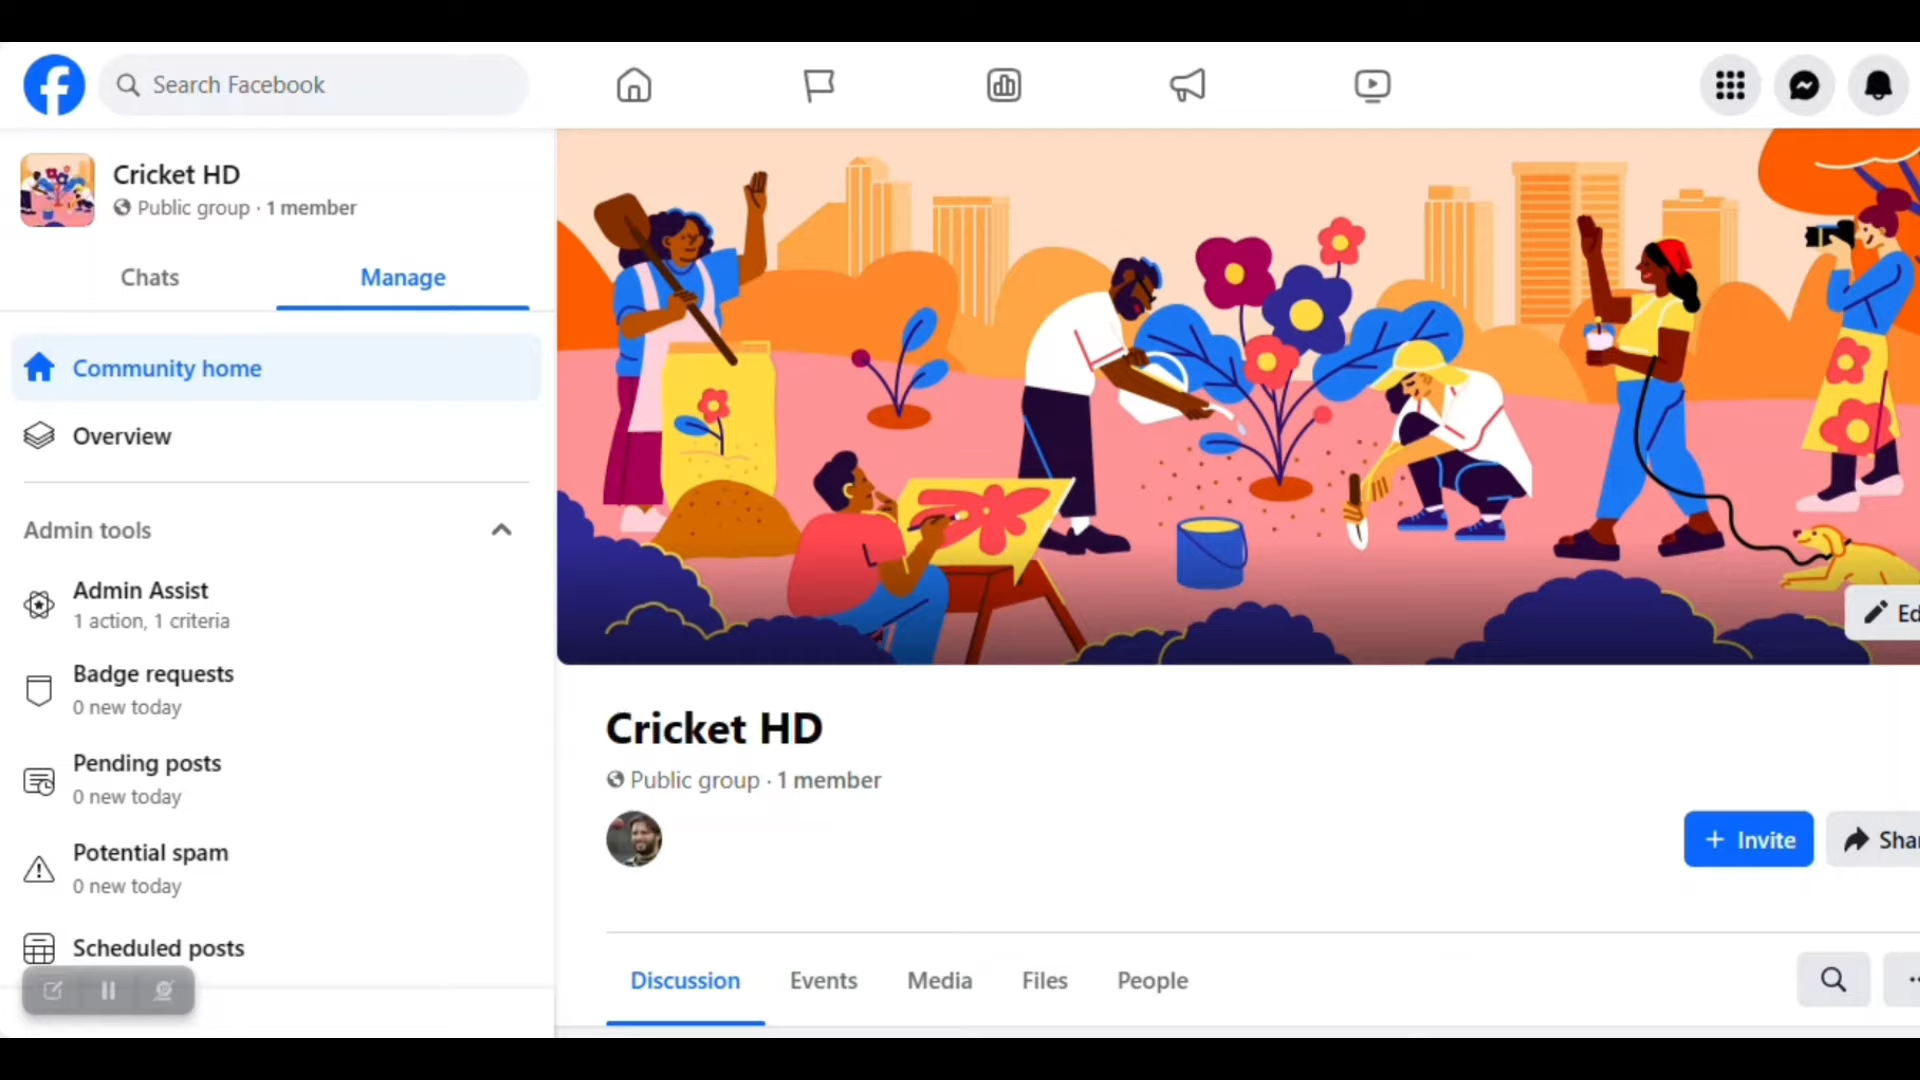 Search Facebook
Cricket HD
Public group · 1 member
Chats
Manage
Community home
Overview
Admin tools
Admin Assist
1 action, 1 criteria
Badge requests
0 new today
Pending posts
0 new today
Potential spam
0 new today
Scheduled posts
Cricket HD
Public group · 1 member
+ Invite
Discussion
Events
Media
Files
People